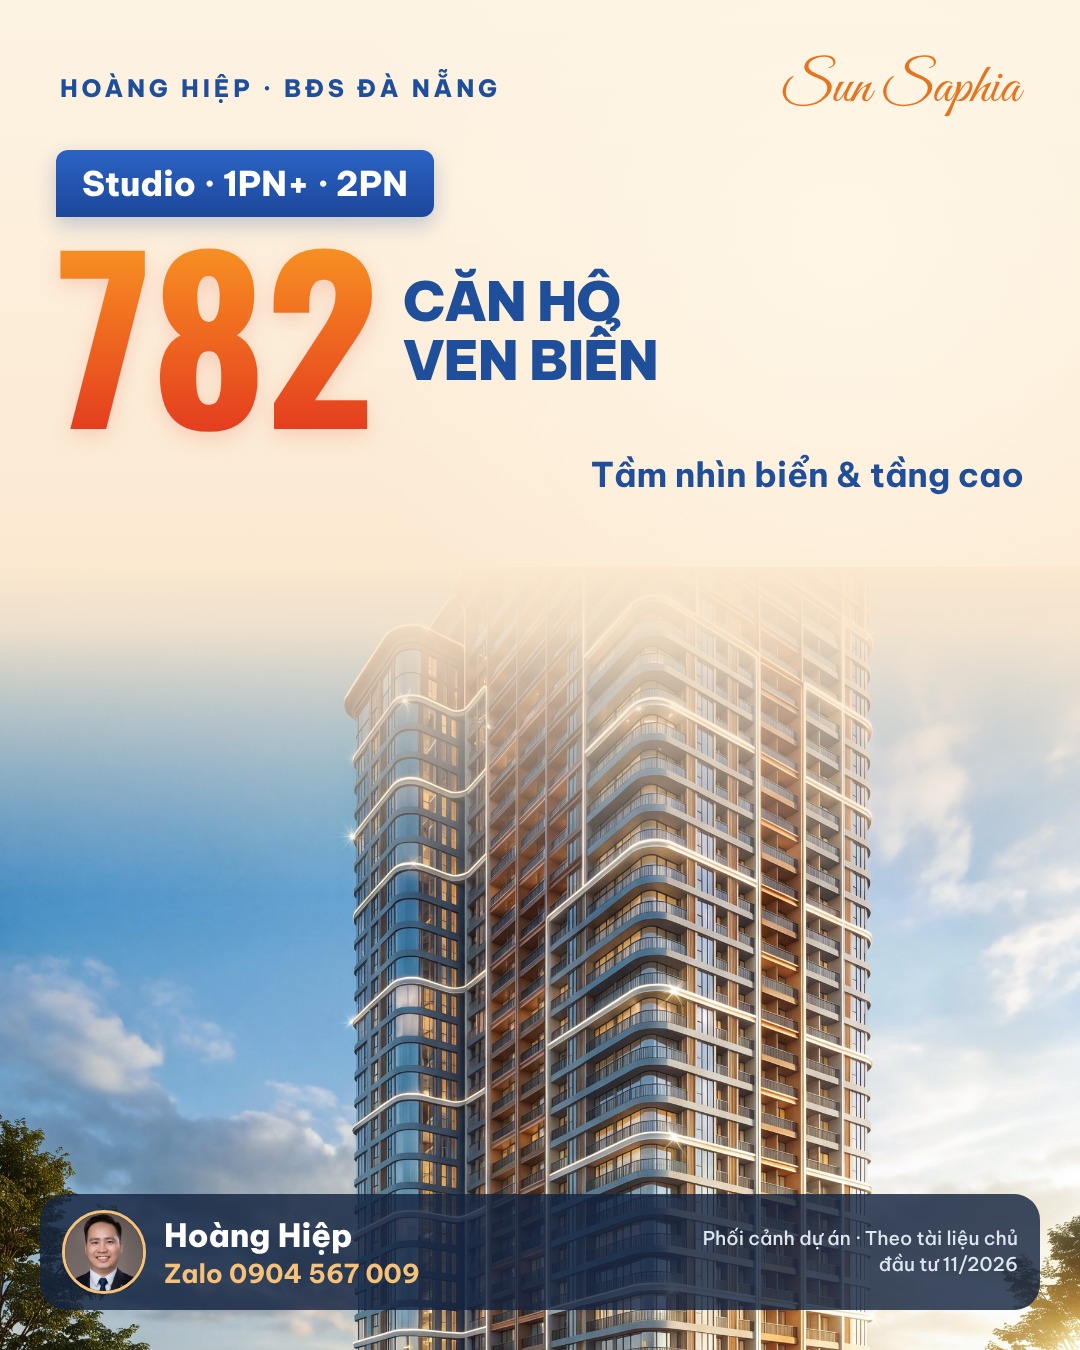 HOÀNG HIỆP · BĐS ĐÀ NẴNG
Sun Saphia
Studio · 1PN+ · 2PN
782
CĂN HỘ
VEN BIỂN
Tầm nhìn biển & tầng cao
Hoàng Hiệp
Zalo 0904 567 009
Phối cảnh dự án · Theo tài liệu chủ
đầu tư 11/2026